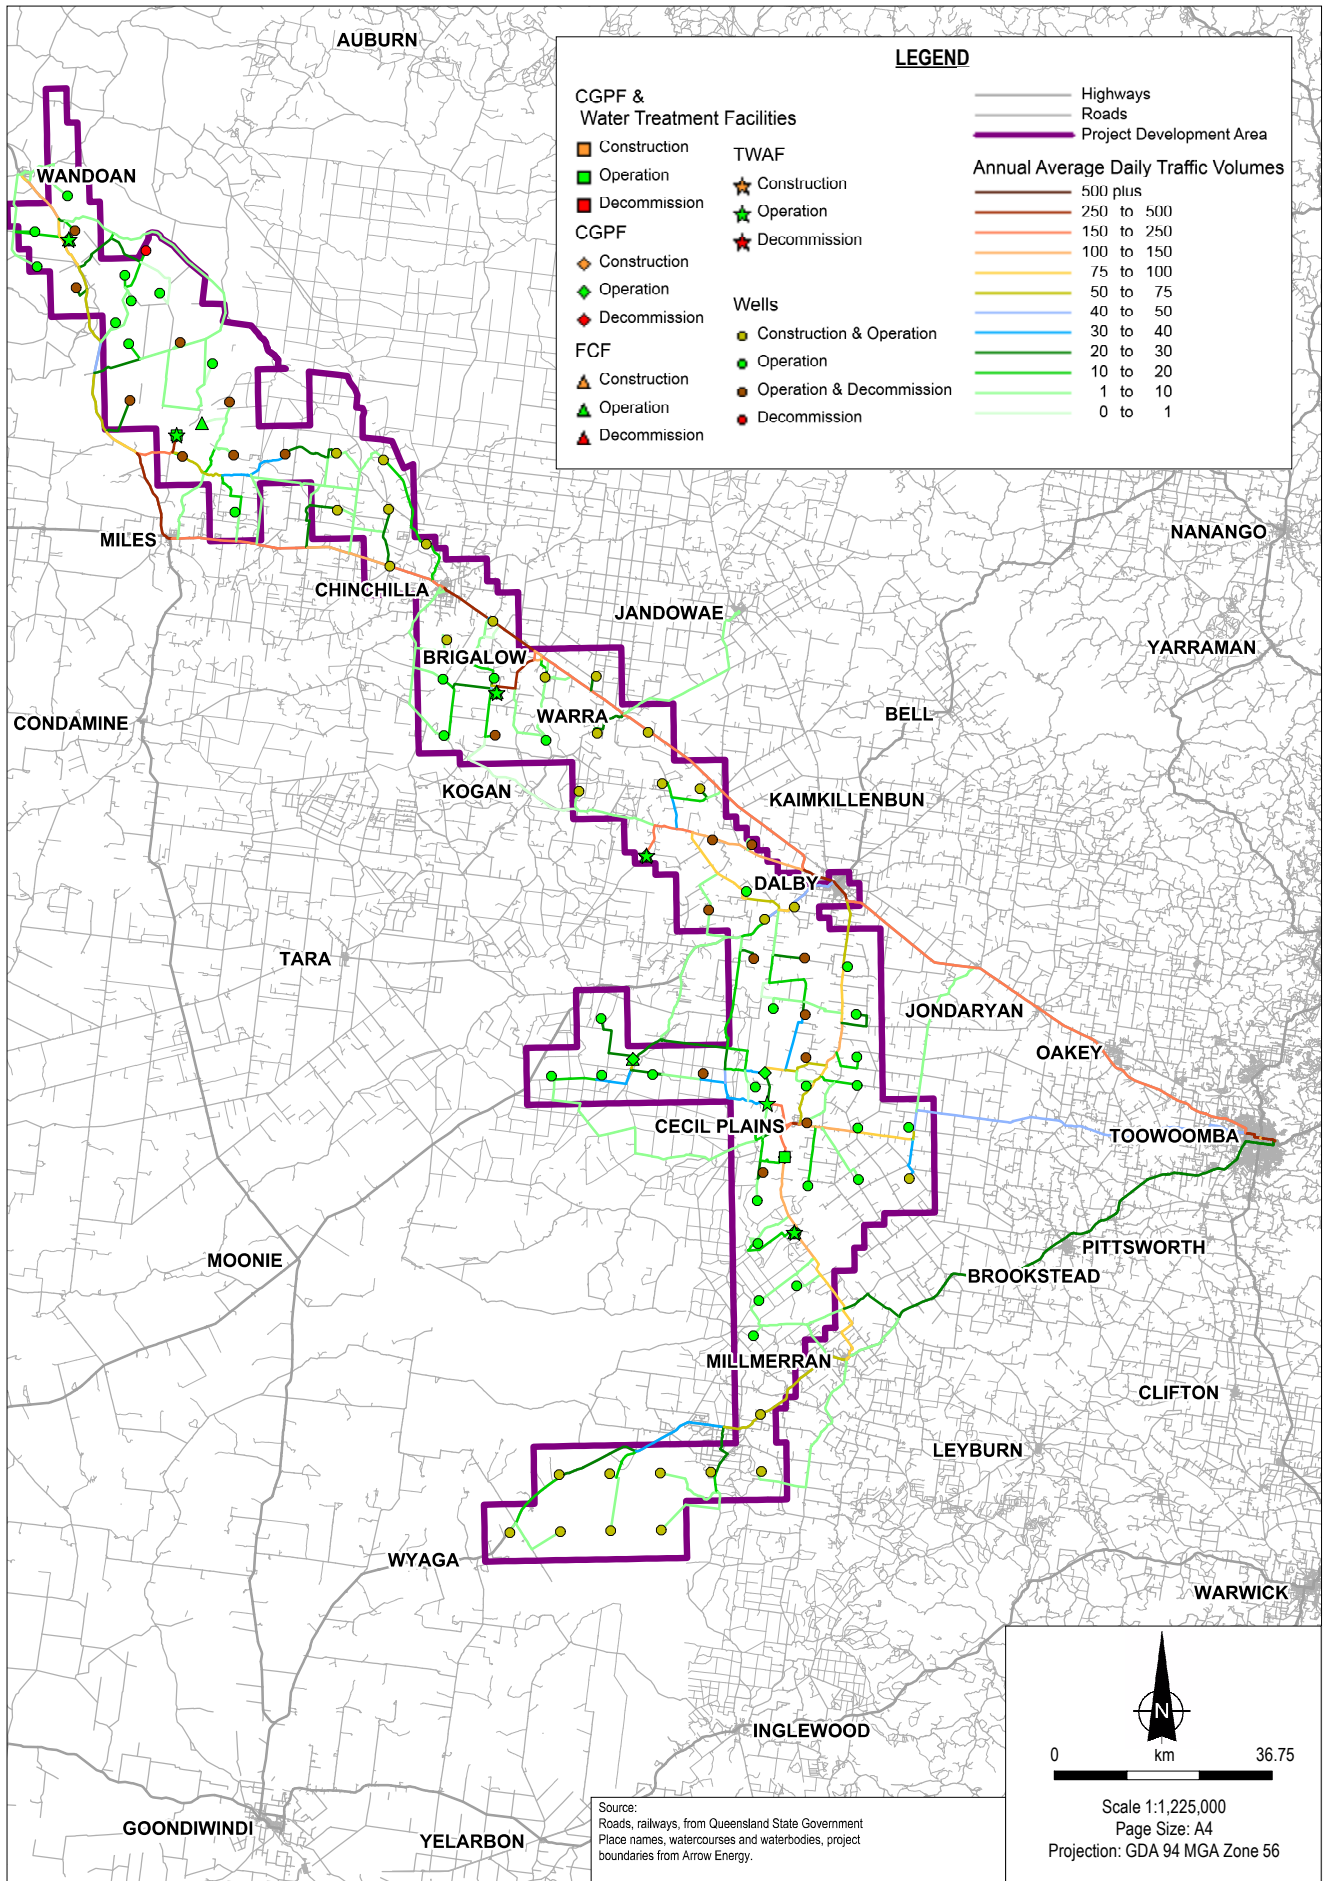 AUBURN
LEGEND
CGPF &
Water Treatment Facilities
Construction
Operation
Decommission
CGPF
Construction
Operation
Decommission
FCF
Construction
Operation
Decommission
TWAF
Construction
Operation
Decommission
Wells
Construction & Operation
Operation
Operation & Decommission
Decommission
Highways
Roads
Project Development Area
Annual Average Daily Traffic Volumes
500 plus
250 to 500
150 to 250
100 to 150
75 to 100
50 to 75
40 to 50
30 to 40
20 to 30
10 to 20
1 to 10
0 to 1
WANDOAN
NANANGO
MILES
CHINCHILLA
JANDOWAE
YARRAMAN
BRIGALOW
CONDAMINE
WARRA
BELL
KOGAN
KAIMKILLENBUN
DALBY
TARA
JONDARYAN
OAKEY
CECIL PLAINS
TOOWOOMBA
MOONIE
PITTSWORTH
BROOKSTEAD
MILLMERRAN
CLIFTON
LEYBURN
WYAGA
WARWICK
INGLEWOOD
GOONDIWINDI
YELARBON
N
0 km 36.75
Scale 1:1,225,000
Page Size: A4
Projection: GDA 94 MGA Zone 56
Source:
Roads, railways, from Queensland State Government
Place names, watercourses and waterbodies, project
boundaries from Arrow Energy.